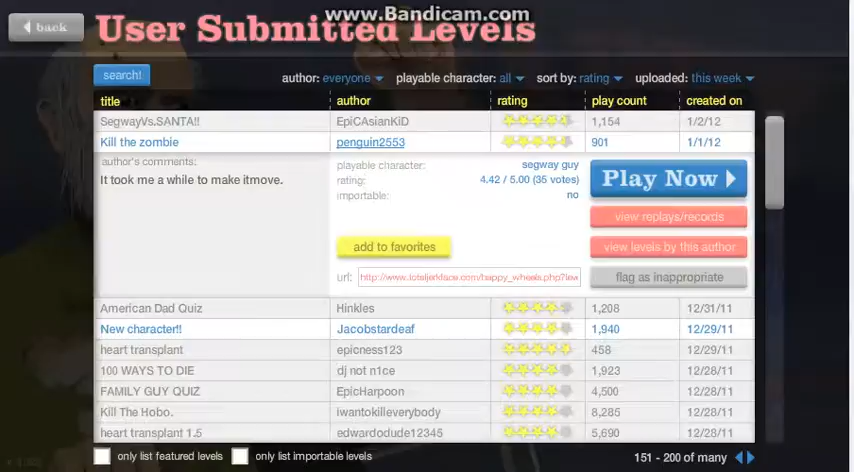 www.Bandicam.com
back
User Submitted Levels
search!
author: everyone playable character: all sort by: rating uploaded: this week
title author rating play count created on
SegwayVs.SANTA!! EpiCAsianKiD 1,154 1/2/12
Kill the zombie penguin2553 901 1/1/12
author's comments:
It took me a while to make itmove.
playable character: segway guy
rating: 4.42 / 5.00 (35 votes)
importable: no
add to favorites
url: http://www.totaljerkface.com/happy_wheels.php?lev
Play Now
view replays/records
view levels by this author
flag as inappropriate
American Dad Quiz Hinkles 1,208 12/31/11
New character!! Jacobstardeaf 1,940 12/29/11
heart transplant epicness123 458 12/29/11
100 WAYS TO DIE dj not n1ce 1,923 12/28/11
FAMILY GUY QUIZ EpicHarpoon 4,500 12/28/11
Kill The Hobo. iwantokilleverybody 8,285 12/28/11
heart transplant 1.5 edwardodude12345 5,690 12/28/11
only list featured levels only list importable levels 151 - 200 of many